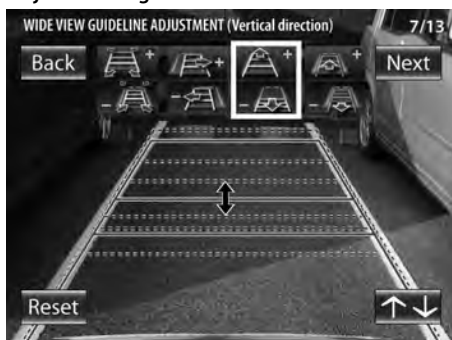 WIDE VIEW GUIDELINE ADJUSTMENT (Vertical direction) 7/13
Back + + + + Next
- - - -
Reset